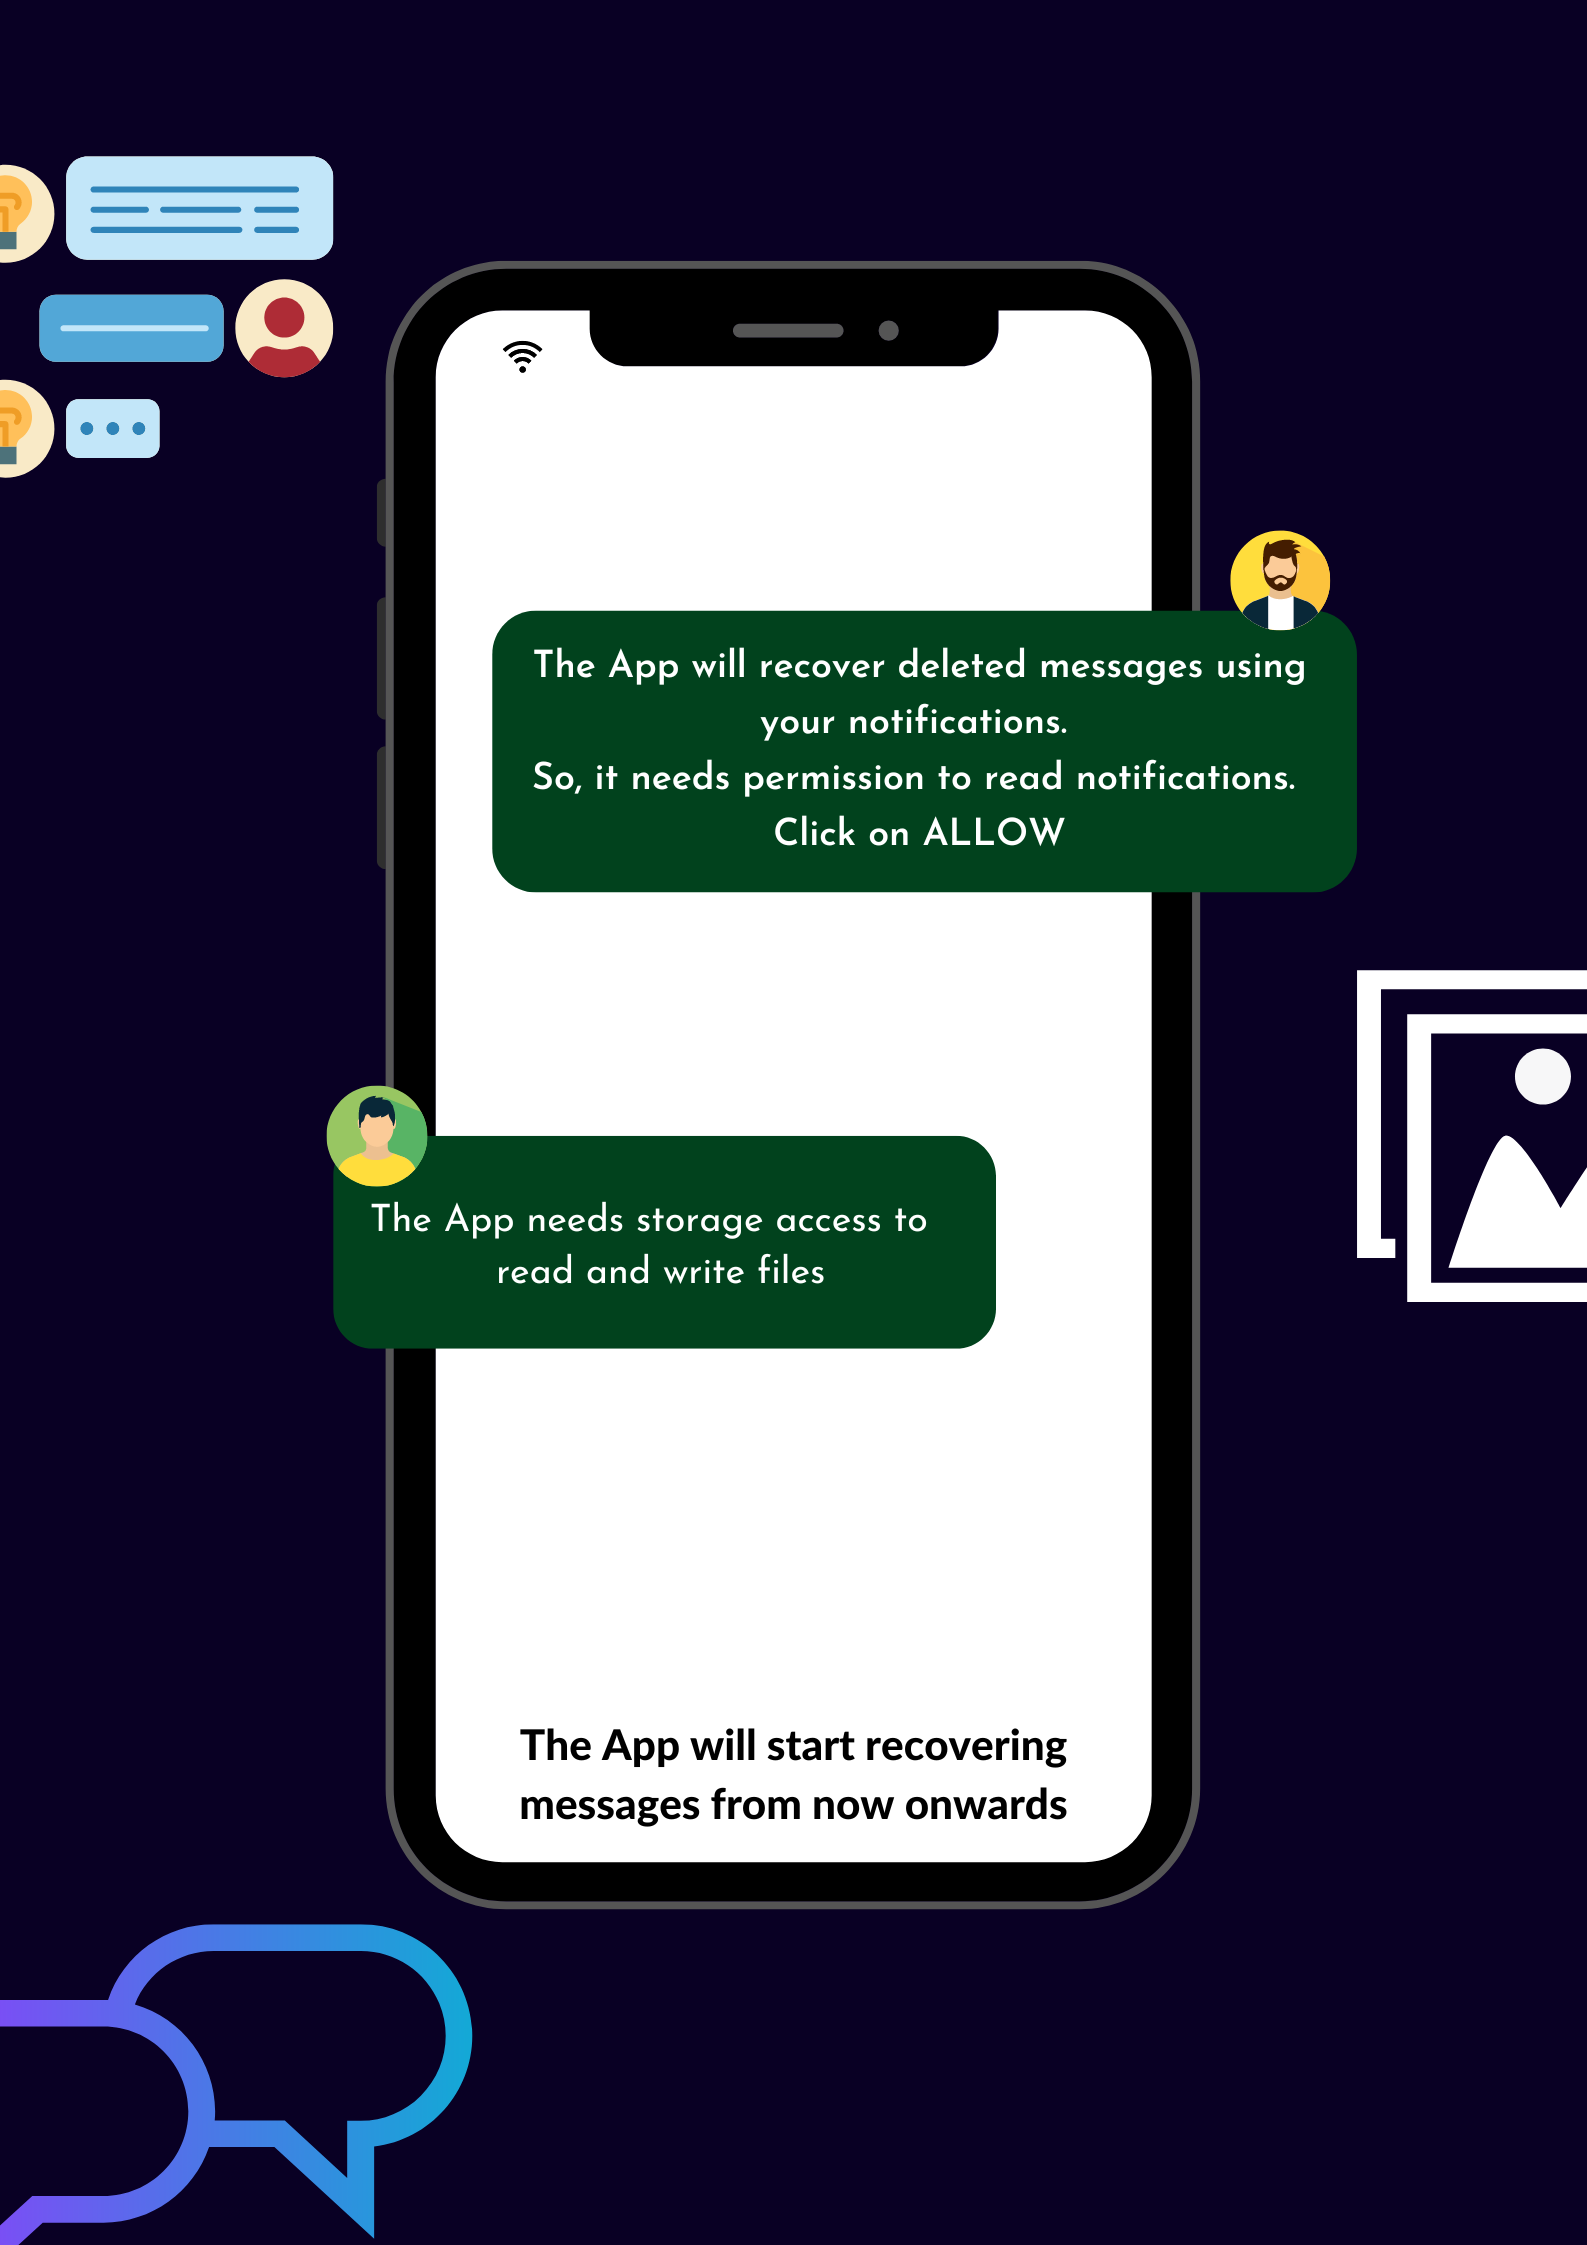 The App will recover deleted messages using
your notifications.
So, it needs permission to read notifications.
Click on ALLOW
The App needs storage access to
read and write files
The App will start recovering
messages from now onwards